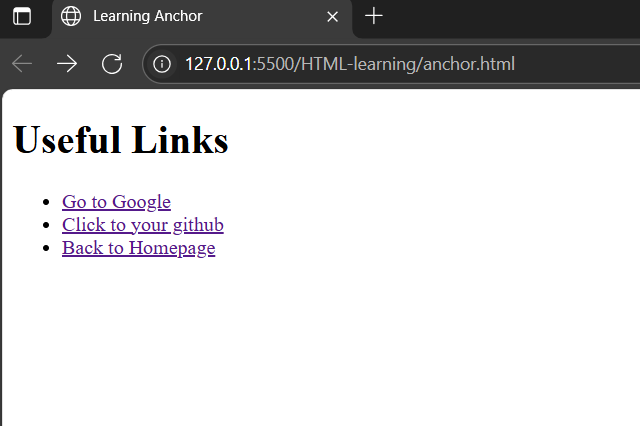 Learning Anchor
127.0.0.1:5500/HTML-learning/anchor.html
Useful Links
Go to Google
Click to your github
Back to Homepage